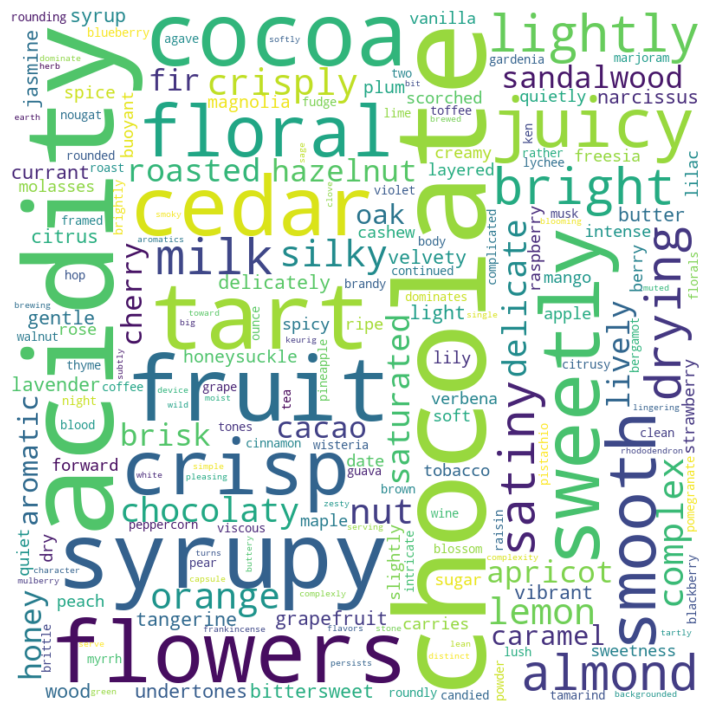 rounding
syrup
agave
softly
vanilla
gardenia
marjoram
dominate
blueberry
cocoa
lightly
herb
jasmine
fir
crisply
plum
two
bit
sandalwood
earth
spice
magnolia
fudge
scorched
quietly
narcissus
nougat
buoyant
floral
lime
toffee
brewed
ken
juicy
rounded
roasted
hazelnut
sage
creamy
rather
lychee
freesia
lilac
currant
roast
layered
molasses
brightly
cedar
clove
violet
musk
bright
framed
smoky
oak
butter
citrus
aromatics
cashew
body
complicated
blooming
intense
acidity
milk
silky
velvety
continued
raspberry
muted
florals
hop
cherry
delicately
brandy
dominates
mango
berry
brewing
tart
toward
ounce
light
delicate
single
apple
bergamot
gentle
big
spicy
ripe
rose
walnut
honeysuckle
keurig
pineapple
lily
lively
drying
thyme
subtly
fruit
saturated
chocolate
citrusy
lingering
lavender
coffee
device
grape
verbena
strawberry
night
wild
moist
tea
soft
clean
blood
brisk
tones
cacao
sweetly
rhododendron
aromatic
cinnamon
wisteria
date
guava
tobacco
satiny
pistachio
pomegranate
forward
white
simple
pleasing
crisp
brown
smooth
complex
chocolaty
nut
zesty
peppercorn
viscous
maple
serving
wine
raisin
quiet
dry
syrupy
turns
pear
buttery
slightly
intricate
blossom
complexity
apricot
mulberry
character
capsule
complexly
sugar
vibrant
blackberry
honey
peach
orange
grapefruit
carries
lemon
brittle
tangerine
frankincense
flavors
stone
lean
caramel
tartly
serve
flowers
persists
distinct
lush
sweetness
myrrh
powder
almond
wood
green
undertones
bittersweet
roundly
candied
tamarind
backgrounded